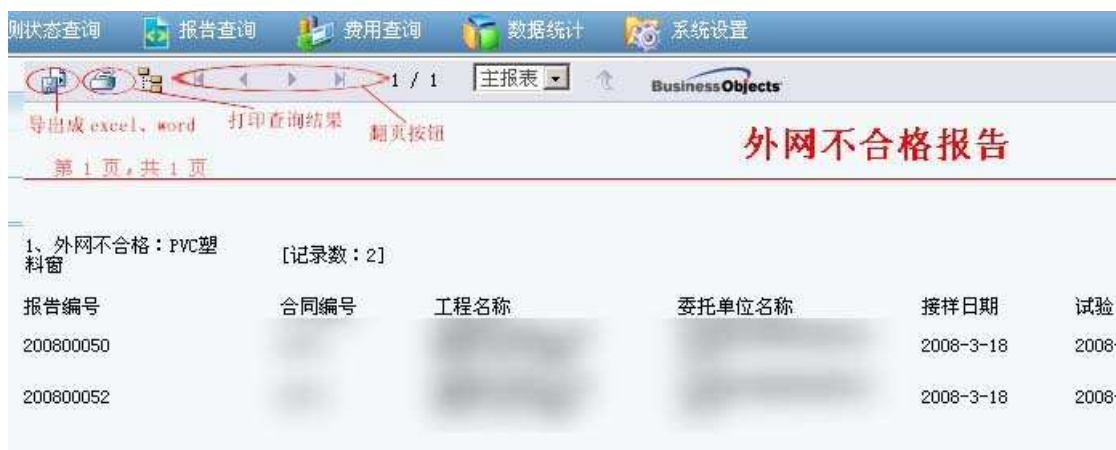 则状态查询 报告查询 费用查询 数据统计 系统设置
1 / 1 主报表 BusinessObjects
导出成 excel、word 打印查询结果 翻页按钮
外网不合格报告
第 1 页，共 1 页
1、外网不合格：PVC塑 [记录数：2]
料窗
报告编号 合同编号 工程名称 委托单位名称 接样日期 试验
200800050 2008-3-18 2008-
200800052 2008-3-18 2008-